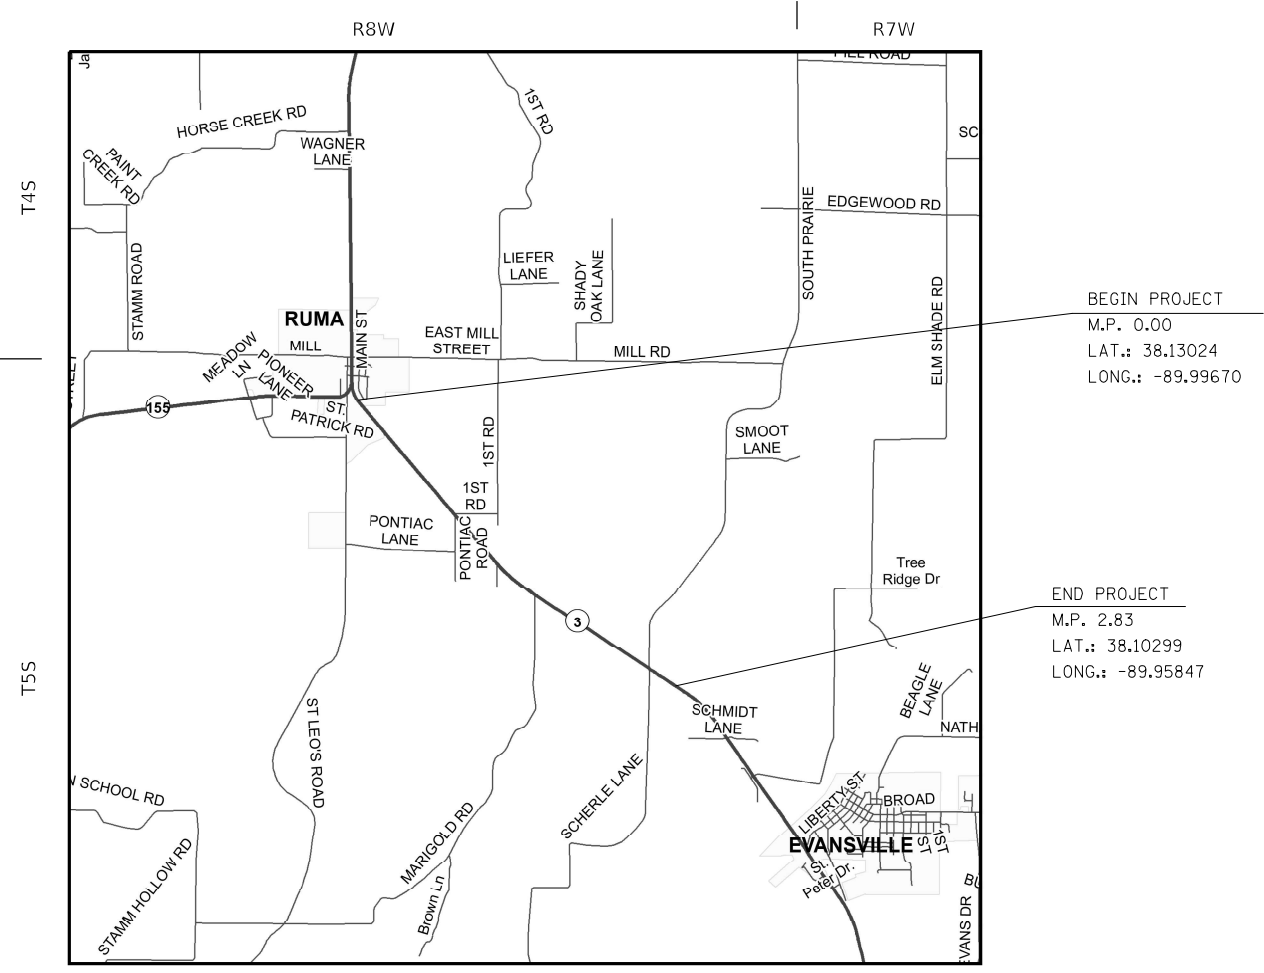 R8W
R7W
Ja
HILL ROAD
1ST RD
HORSE CREEK RD
SC
WAGNER
LANE
PAINT
CREEK RD
T4S
SOUTH PRAIRIE
EDGEWOOD RD
STAMM ROAD
LIEFER
LANE
SHADY
OAK LANE
ELM SHADE RD
BEGIN PROJECT
M.P. 0.00
LAT.: 38.13024
LONG.: -89.99670
RUMA
MAIN ST
EAST MILL
STREET
MILL
MILL RD
MEADOW
LN
PIONEER
LANE
155
ST.
PATRICK RD
1ST RD
SMOOT
LANE
1ST
RD
PONTIAC
LANE
PONTIAC
ROAD
Tree
Ridge Dr
END PROJECT
M.P. 2.83
LAT.: 38.10299
LONG.: -89.95847
3
T5S
BEAGLE
LANE
SCHMIDT
LANE
NATH
ST LEO'S ROAD
N SCHOOL RD
SCHERLE LANE
LIBERTY ST.
BROAD
MARIGOLD RD
EVANSVILLE
ST
1ST
STAMM HOLLOW RD
St.
Peter Dr.
Brown Ln
BU
EVANS DR